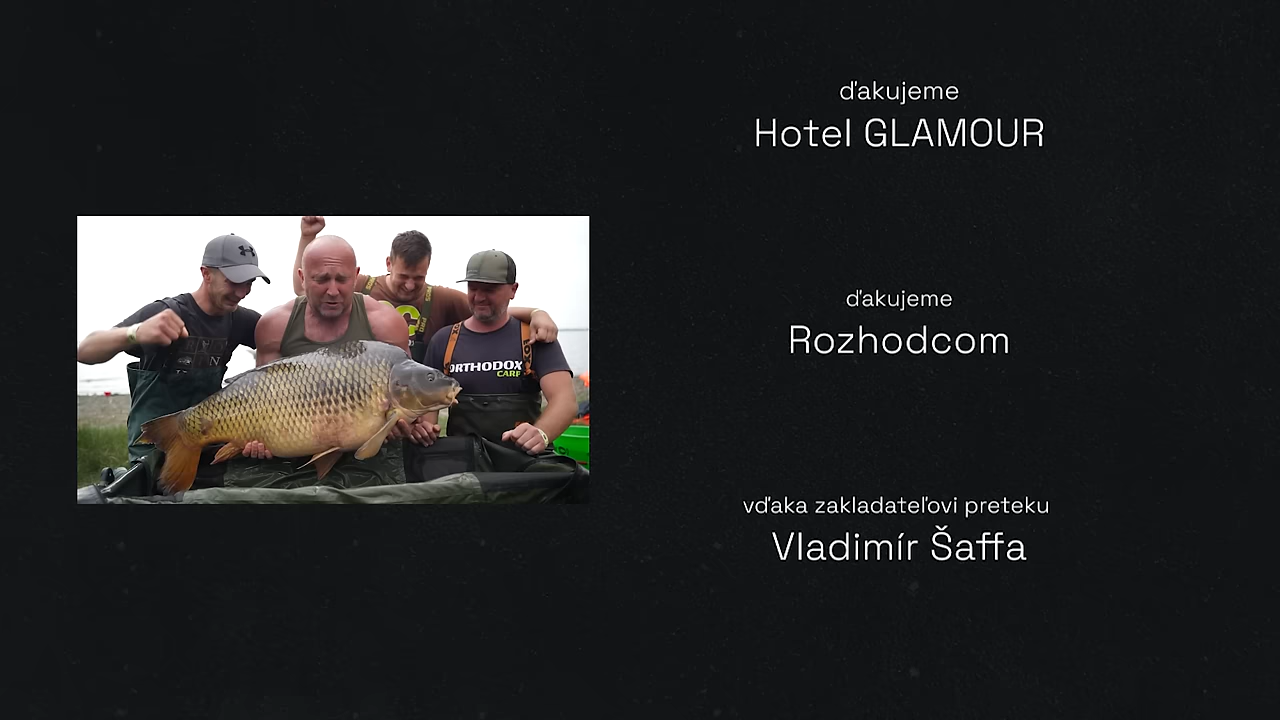 ďakujeme
Hotel GLAMOUR
ďakujeme
Rozhodcom
vďaka zakladateľovi preteku
Vladimír Šaffa
ORTHODOX
CARP